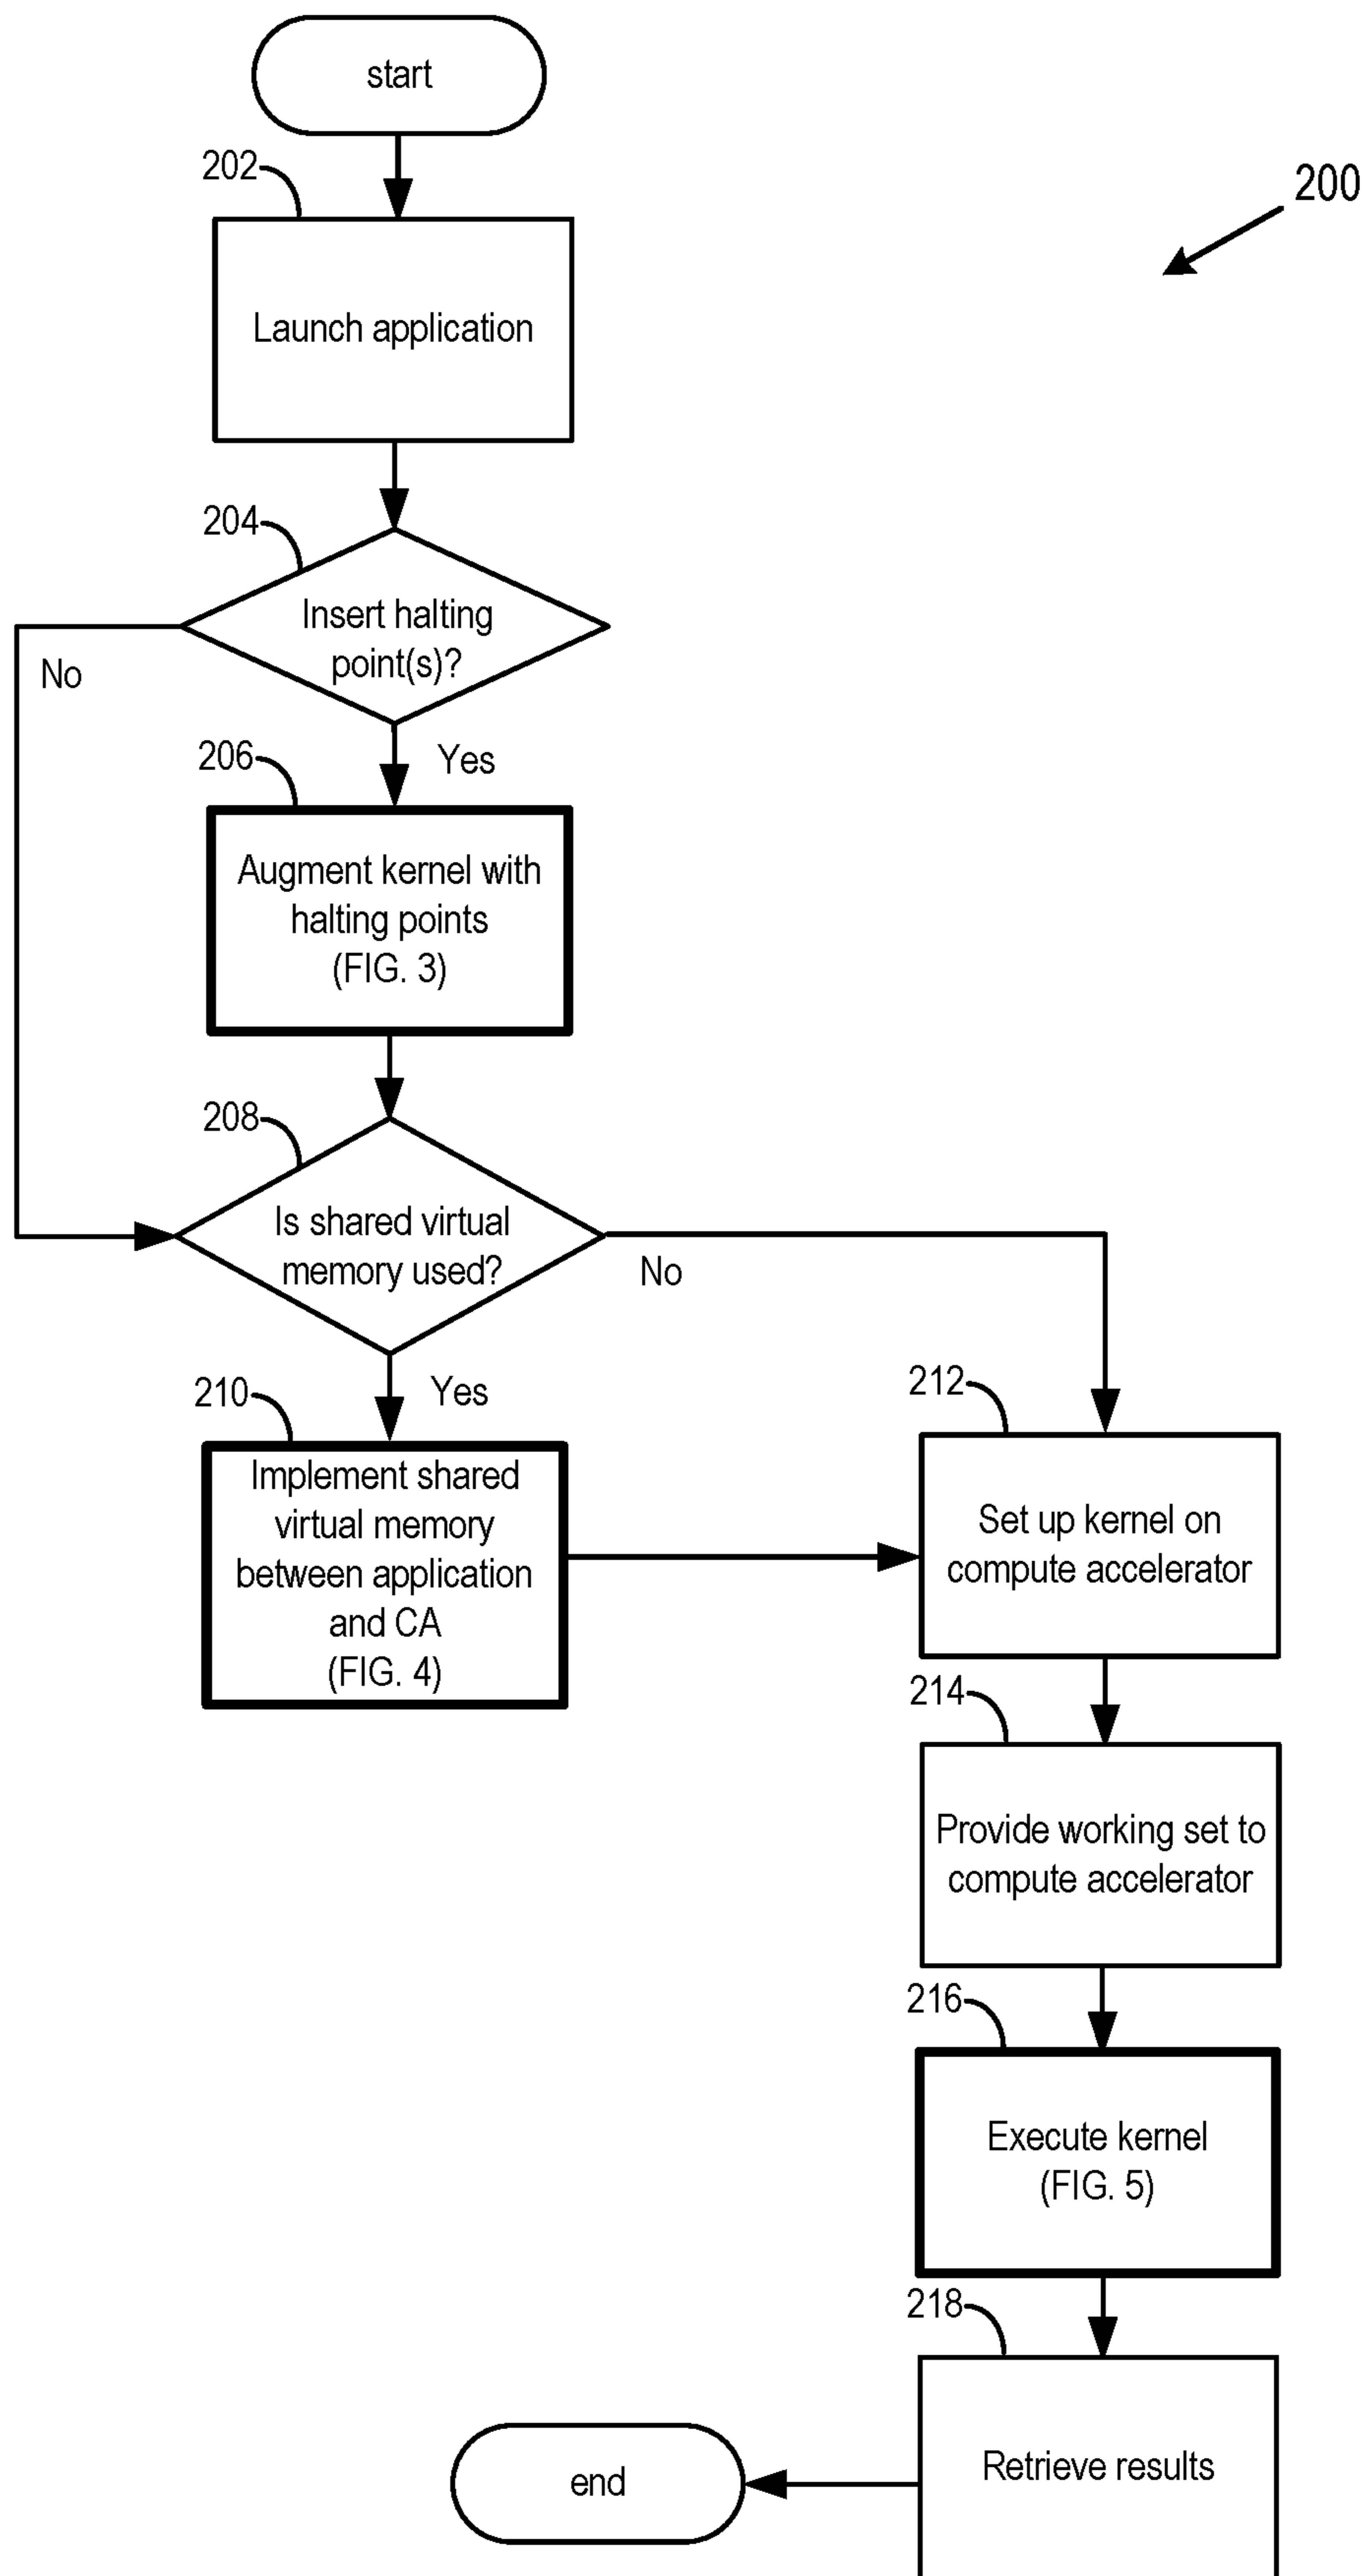 start
200
202
Launch application
204
Insert halting
point(s)?
No
206
Yes
Augment kernel with
halting points
(FIG. 3)
208
Is shared virtual
memory used?
No
210
Yes
Implement shared
virtual memory
between application
and CA
(FIG. 4)
212
Set up kernel on
compute accelerator
214
Provide working set to
compute accelerator
216
Execute kernel
(FIG. 5)
218
Retrieve results
end